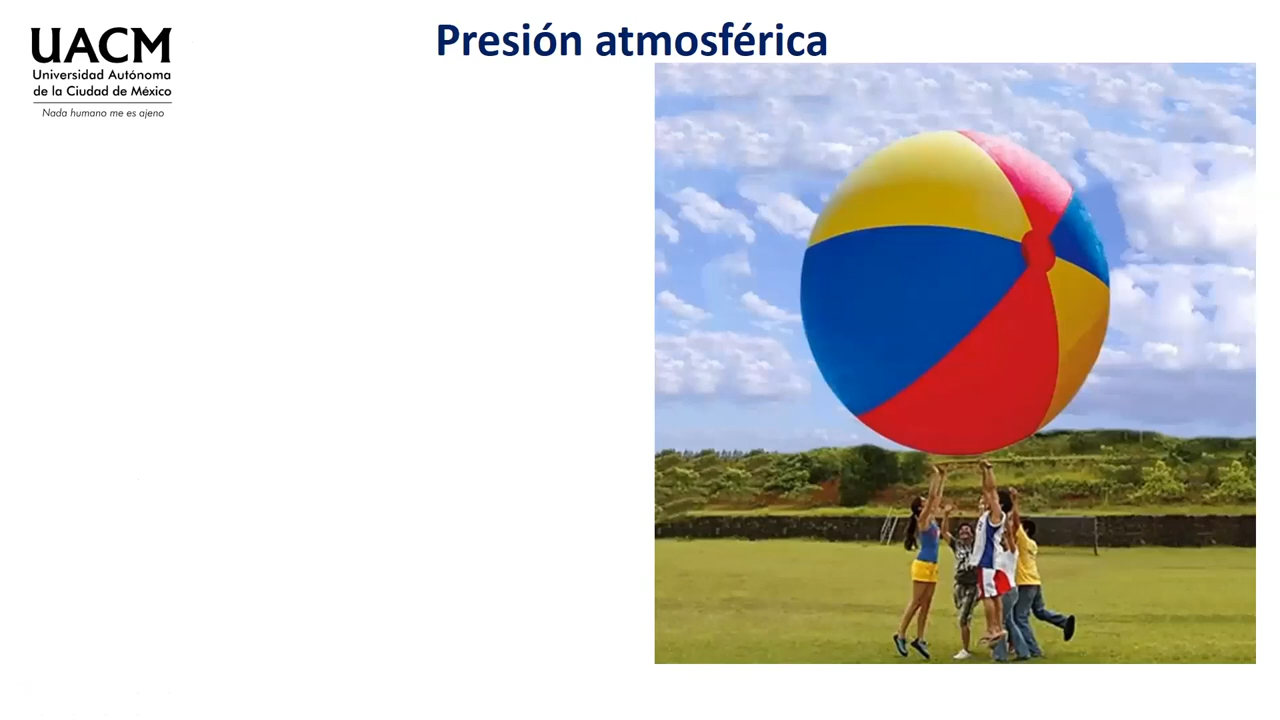 UACM
Universidad Autónoma
de la Ciudad de México
Nada humano me es ajeno
Presión atmosférica